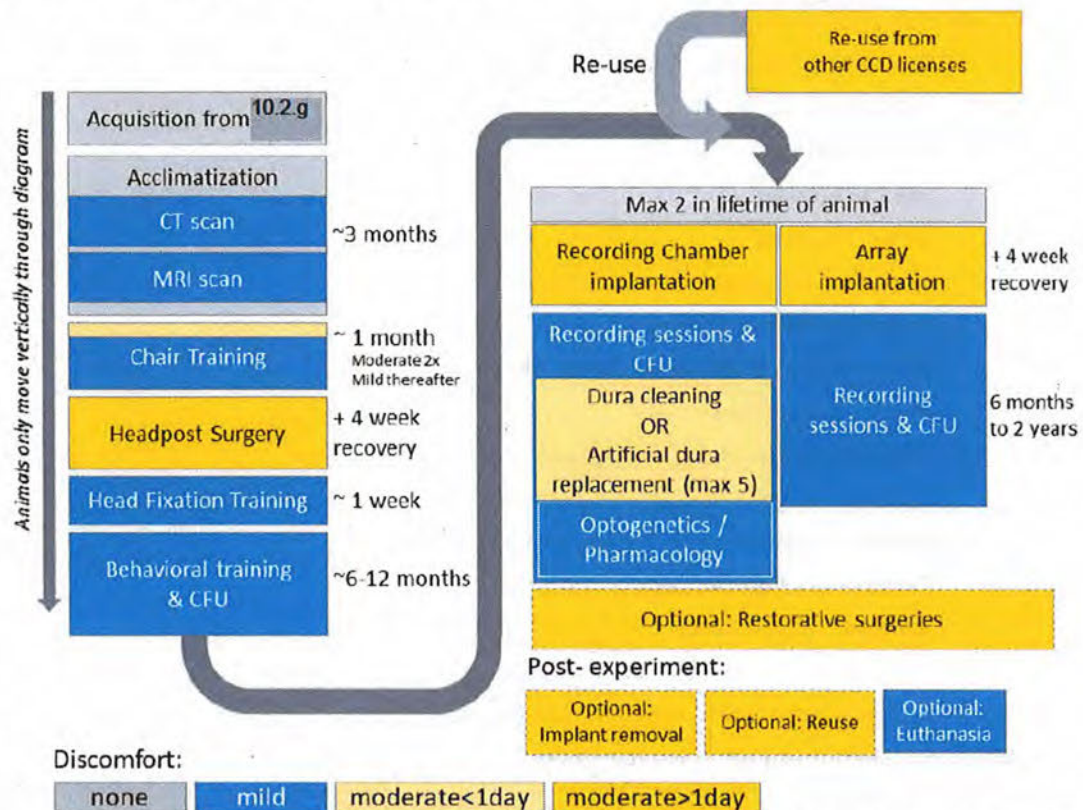 Re-use
Re-use from
other CCD licenses
Animals only move vertically through diagram
Acquisition from 10.2.g
Acclimatization
CT scan
MRI scan
~3 months
Chair Training
~ 1 month
Moderate 2x
Mild thereafter
Headpost Surgery
+ 4 week
recovery
Head Fixation Training
~ 1 week
Behavioral training
& CFU
~6-12 months
Max 2 in lifetime of animal
Recording Chamber
implantation
Array
implantation
+ 4 week
recovery
Recording sessions &
CFU
Dura cleaning
OR
Artificial dura
replacement (max 5)
Optogenetics /
Pharmacology
Recording
sessions & CFU
6 months
to 2 years
Optional: Restorative surgeries
Post- experiment:
Optional:
Implant removal
Optional: Reuse
Optional:
Euthanasia
Discomfort:
none
mild
moderate<1day
moderate>1day